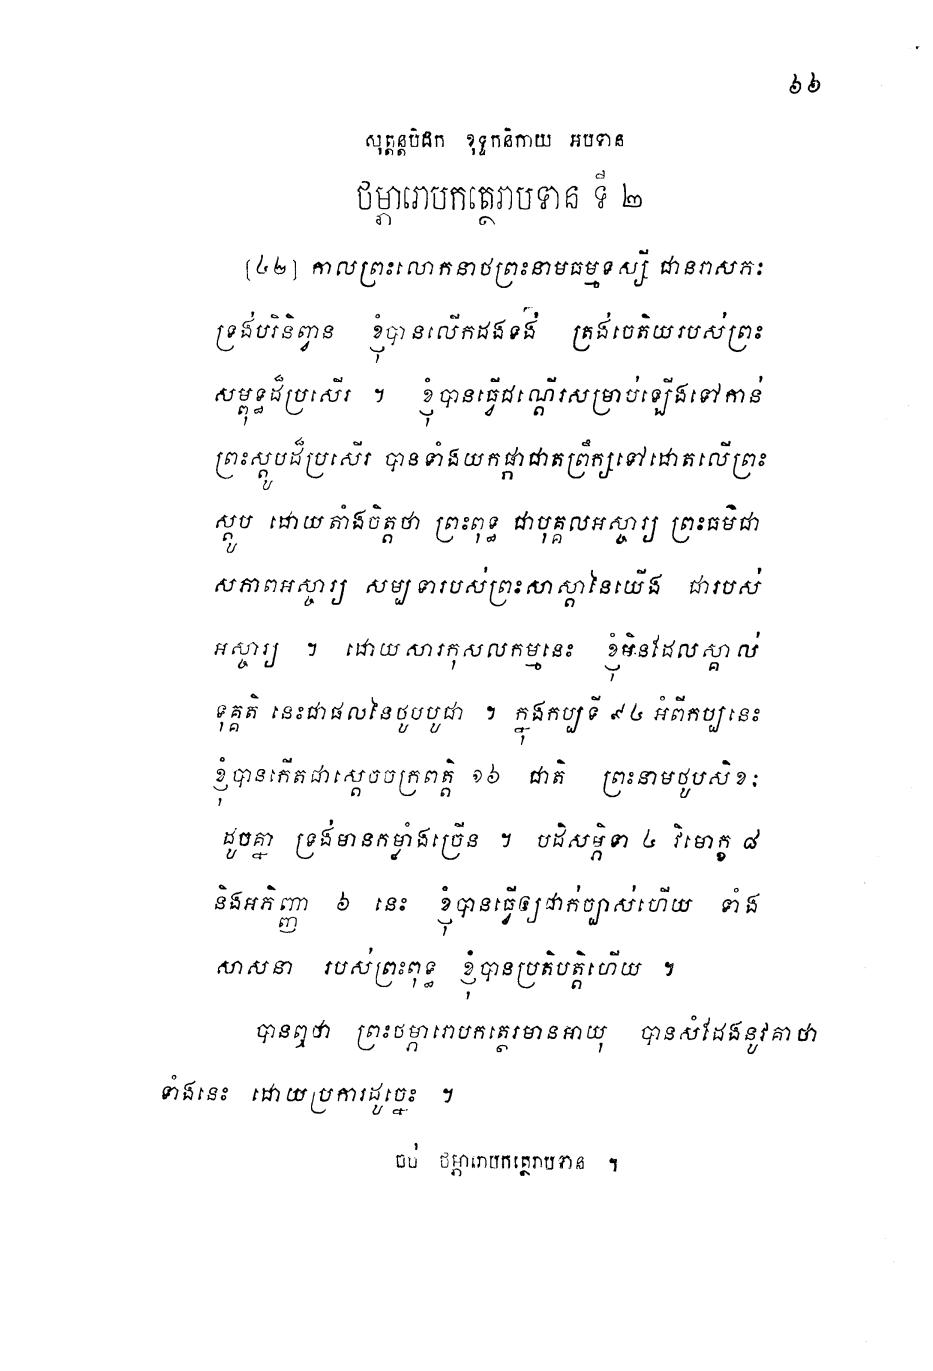 ៦៦
សុត្តន្តបិដក ខុទ្ទកនិកាយ អបទាន
ថម្ភារោបកត្ថេរាបទាន ទី ២
[៤២] កាលព្រះលោកនាថព្រះនាមធម្មទស្សី ជានរាសភៈ
ទ្រង់បរិនិព្វាន ខ្ញុំបានលើកដងទង់ ត្រង់ចេតិយរបស់ព្រះ
សម្ពុទ្ធដ៏ប្រសើរ ។ ខ្ញុំបានធ្វើជណ្តើរសម្រាប់ឡើងទៅកាន់
ព្រះស្តូបដ៏ប្រសើរ បានទាំងយកផ្កាជាតព្រឹក្សទៅដោតលើព្រះ
ស្តូប ដោយតាំងចិត្តថា ព្រះពុទ្ធ ជាបុគ្គលអស្ចារ្យ ព្រះធម៌ជា
សភាពអស្ចារ្យ សម្បទារបស់ព្រះសាស្តានៃយើង ជារបស់
អស្ចារ្យ ។ ដោយសារកុសលកម្មនេះ ខ្ញុំមិនដែលស្គាល់
ទុគ្គតិ នេះជាផលនៃថូបបូជា ។ ក្នុងកប្បទី ៩៤ អំពីកប្បនេះ
ខ្ញុំបានកើតជាស្តេចចក្រពត្តិ ១៦ ជាតិ ព្រះនាមថូបសិខៈ
ដូចគ្នា ទ្រង់មានកម្លាំងច្រើន ។ បដិសម្ភិទា ៤ វិមោក្ខ ៨
និងអភិញ្ញា ៦ នេះ ខ្ញុំបានធ្វើឲ្យជាក់ច្បាស់ហើយ ទាំង
សាសនា របស់ព្រះពុទ្ធ ខ្ញុំបានប្រតិបត្តិហើយ ។
បានឮថា ព្រះថម្ភារោបកត្ថេរមានអាយុ បានសំដែងនូវគាថា
ទាំងនេះ ដោយប្រការដូច្នេះ ។
ចប់ ថម្ភារោបកត្ថេរាបទាន ។